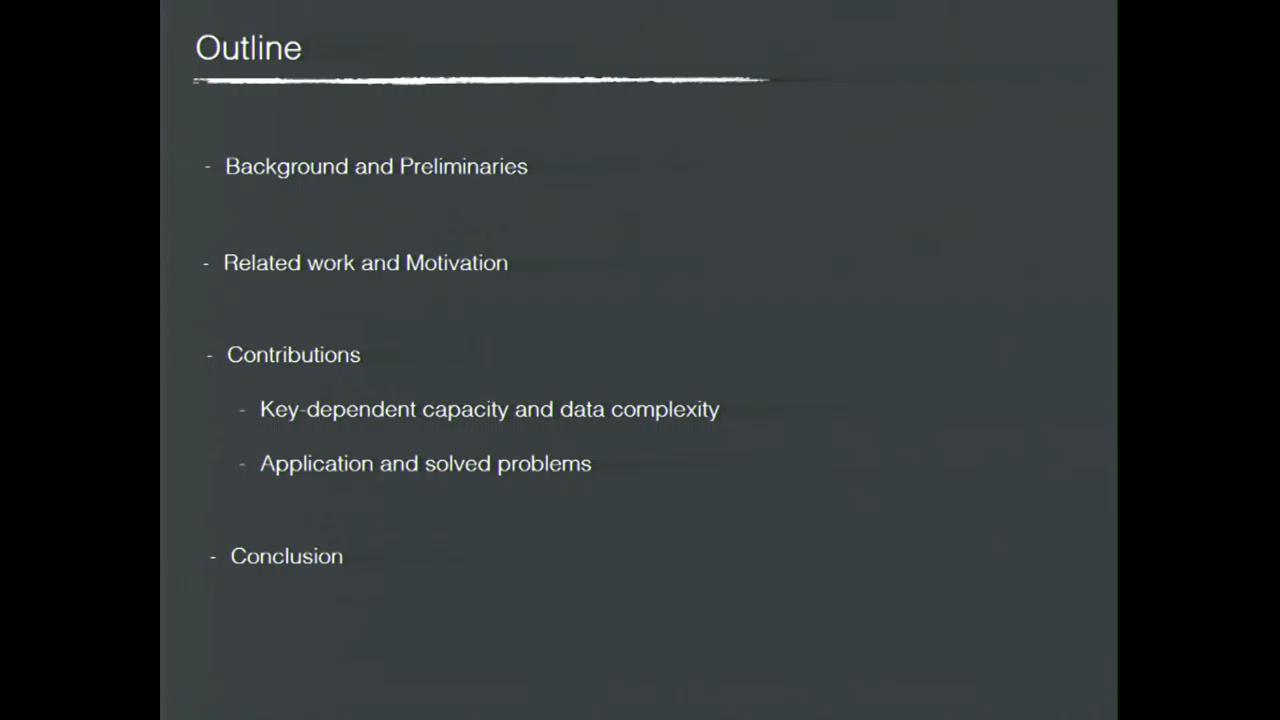 Outline
- Background and Preliminaries
- Related work and Motivation
- Contributions
- Key-dependent capacity and data complexity
- Application and solved problems
- Conclusion